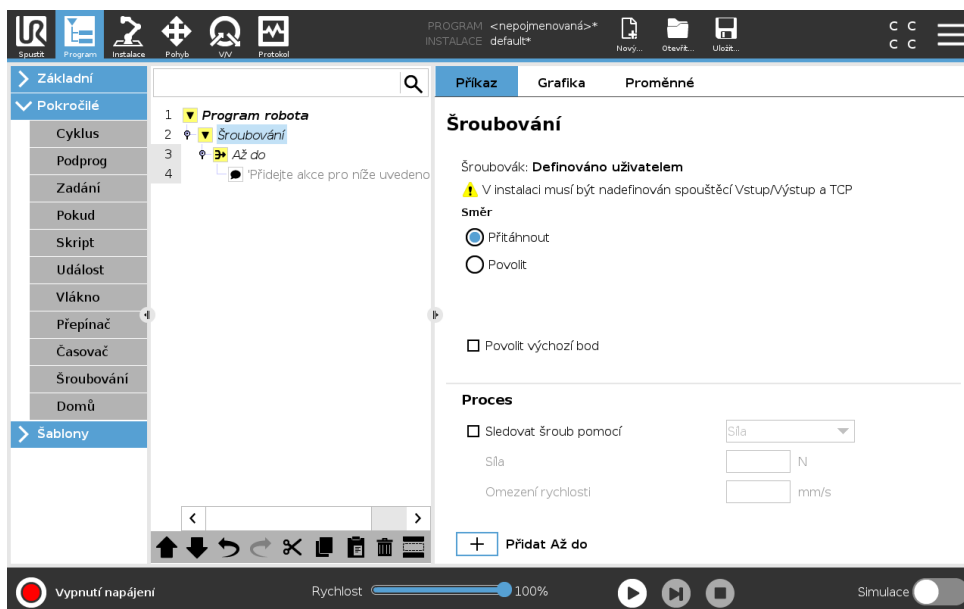 PROGRAM <nepojmenovaná>*
INSTALACE default*
Spustit Program Instalace Pohyb V/V Protokol Nový... Otevřít... Uložit...
C C
C C
Základní
Pokročilé
Cyklus
Podprog
Zadání
Pokud
Skript
Událost
Vlákno
Přepínač
Časovač
Šroubování
Domů
Šablony
1 Program robota
2 Šroubování
3 Až do
4 'Přidejte akce pro níže uvedeno
Příkaz Grafika Proměnné
Šroubování
Šroubovák: Definováno uživatelem
V instalaci musí být nadefinován spouštěcí Vstup/Výstup a TCP
Směr
Přitáhnout
Povolit
Povolit výchozí bod
Proces
Sledovat šroub pomocí Síla
Síla N
Omezení rychlosti mm/s
Přidat Až do
Vypnutí napájení Rychlost 100% Simulace